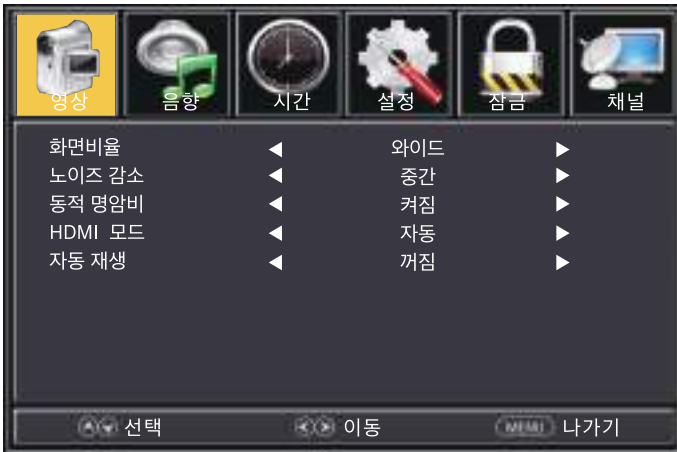 영상 음향 시간 설정 잠금 채널
화면비율 와이드
노이즈 감소 중간
동적 명암비 켜짐
HDMI 모드 자동
자동 재생 꺼짐
선택 이동 MENU 나가기